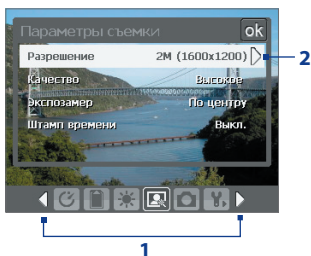 Параметры съемки ok
Разрешение 2M (1600x1200) 2
Качество Высокое
Экспозамер По центру
Штамп времени Выкл.
1